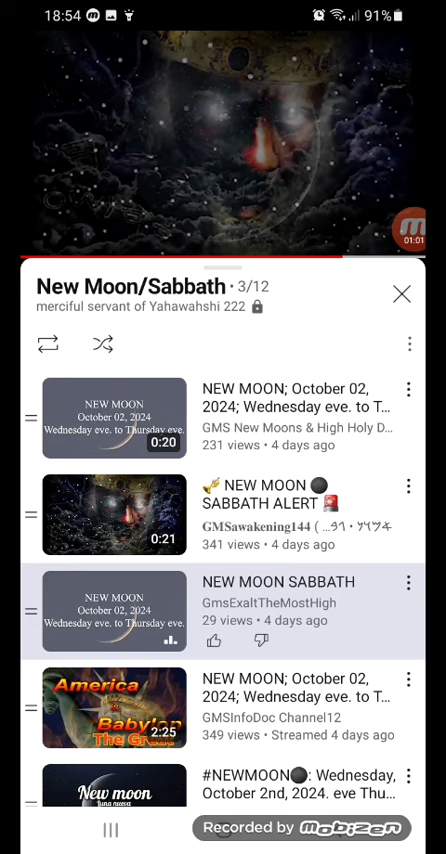 18:54
91%
01:01
New Moon/Sabbath · 3/12
merciful servant of Yahawahshi 222
NEW MOON
October 02, 2024
Wednesday eve. to Thursday eve.
0:20
NEW MOON; October 02,
2024; Wednesday eve. to T...
GMS New Moons & High Holy D...
231 views · 4 days ago
0:21
🎺 NEW MOON 🌑
SABBATH ALERT 🚨
𝐆𝐌𝐒awakening𝟏𝟒𝟒 (
341 views · 4 days ago
NEW MOON
October 02, 2024
Wednesday eve. to Thursday eve.
NEW MOON SABBATH
GmsExaltTheMostHigh
29 views · 4 days ago
America
Babylon
The Great
2:25
NEW MOON; October 02,
2024; Wednesday eve. to T...
GMSInfoDoc Channel12
349 views · Streamed 4 days ago
New moon
luna nueva
#NEWMOON🌑: Wednesday,
October 2nd, 2024. eve Thu...
Recorded by mobizen